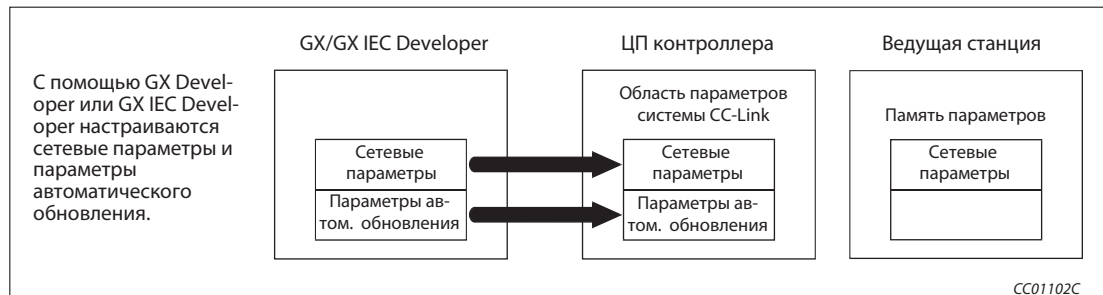 GX/GX IEC Developer
ЦП контроллера
Ведущая станция
С помощью GX Devel-
oper или GX IEC Devel-
oper настраиваются
сетевые параметры и
параметры
автоматического
обновления.
Сетевые
параметры
Параметры ав-
том. обновления
Область параметров
системы CC-Link
Сетевые
параметры
Параметры ав-
том. обновления
Память параметров
Сетевые
параметры
CC01102C